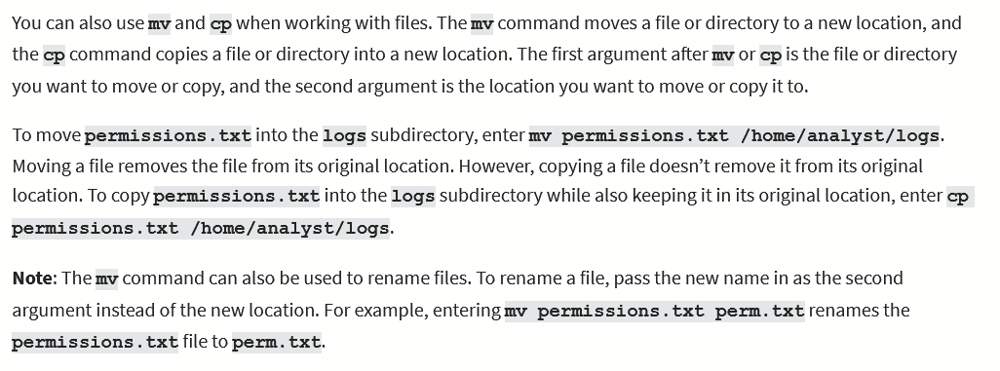 You can also use mv and cp when working with files. The mv command moves a file or directory to a new location, and
the cp command copies a file or directory into a new location. The first argument after mv or cp is the file or directory
you want to move or copy, and the second argument is the location you want to move or copy it to.
To move permissions.txt into the logs subdirectory, enter mv permissions.txt /home/analyst/logs.
Moving a file removes the file from its original location. However, copying a file doesn’t remove it from its original
location. To copy permissions.txt into the logs subdirectory while also keeping it in its original location, enter cp
permissions.txt /home/analyst/logs.
Note: The mv command can also be used to rename files. To rename a file, pass the new name in as the second
argument instead of the new location. For example, entering mv permissions.txt perm.txt renames the
permissions.txt file to perm.txt.